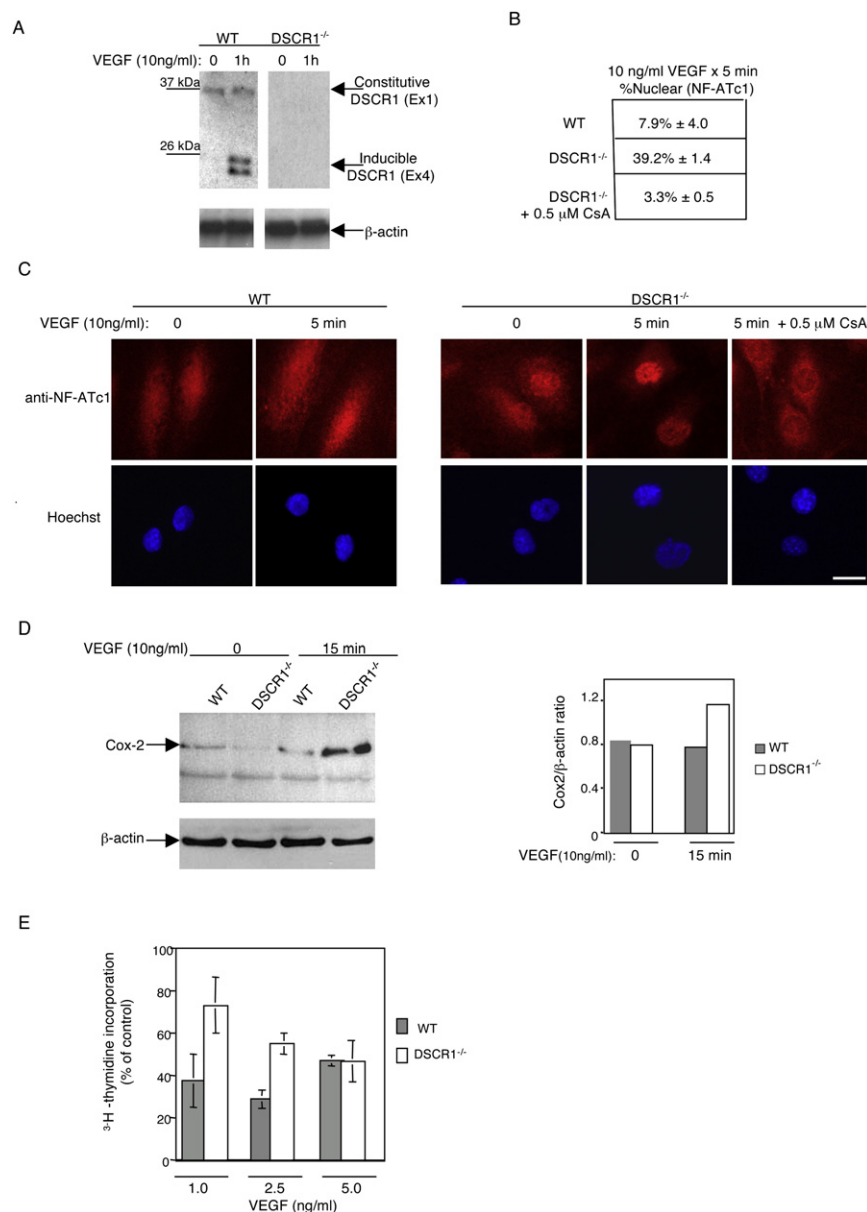 A
WT DSCR1-/-
VEGF (10ng/ml): 0 1h 0 1h
37 kDa
Constitutive
DSCR1 (Ex1)
26 kDa
Inducible
DSCR1 (Ex4)
β-actin
B
10 ng/ml VEGF x 5 min
%Nuclear (NF-ATc1)
WT 7.9% ± 4.0
DSCR1-/- 39.2% ± 1.4
DSCR1-/-
+ 0.5 μM CsA 3.3% ± 0.5
C
WT DSCR1-/-
VEGF (10ng/ml): 0 5 min 0 5 min 5 min + 0.5 μM CsA
anti-NF-ATc1
Hoechst
D
VEGF (10ng/ml) 0 15 min
WT DSCR1-/- WT DSCR1-/-
Cox-2
β-actin
Cox2/β-actin ratio
1.2
0.8
0.4
0
WT
DSCR1-/-
VEGF(10ng/ml): 0 15 min
E
³-H -thymidine incorporation
(% of control)
100
80
60
40
20
0
WT
DSCR1-/-
1.0 2.5 5.0
VEGF (ng/ml)